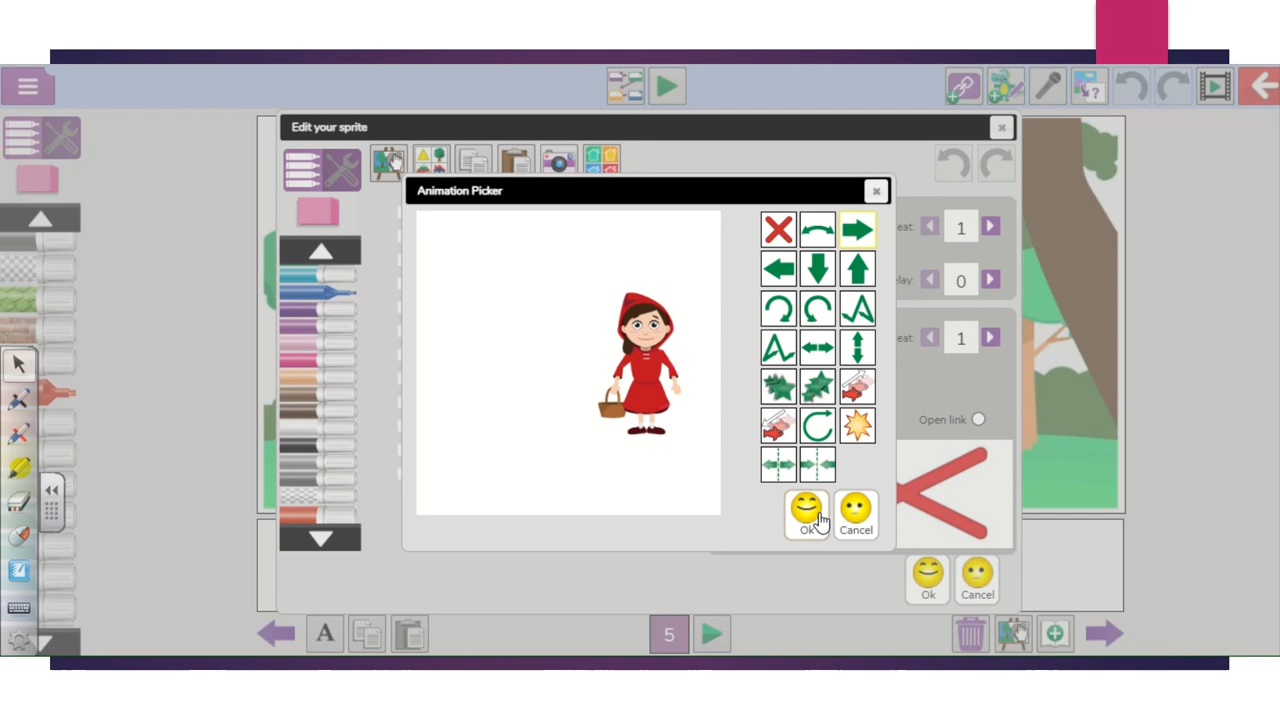 Edit your sprite
Animation Picker
eat:
1
lay:
0
eat:
1
Open link
Ok
Cancel
Ok
Cancel
A
5